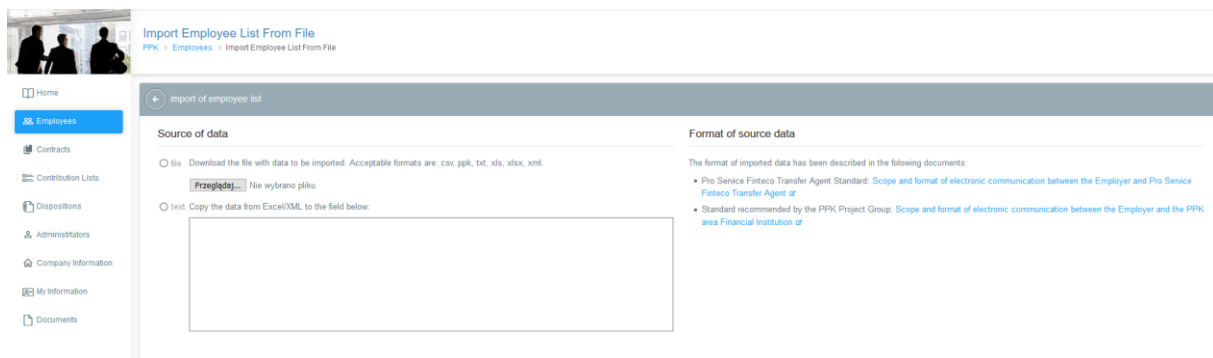 Import Employee List From File
PPK > Employees > Import Employee List From File
Home
Employees
Contracts
Contribution Lists
Dispositions
Administrtators
Company Information
My Information
Documents
Import of employee list
Source of data
file Download the file with data to be imported. Acceptable formats are: csv, ppk, txt, xls, xlsx, xml.
Przeglądaj... Nie wybrano pliku.
text Copy the data from Excel/XML to the field below:
Format of source data
The format of imported data has been described in the folowing documents:
• Pro Service Finteco Transfer Agent Standard: Scope and format of electronic communication between the Employer and Pro Service
Finteco Transfer Agent
• Standard recommended by the PPK Project Group: Scope and format of electronic communication between the Employer and the PPK
area Financial Institution